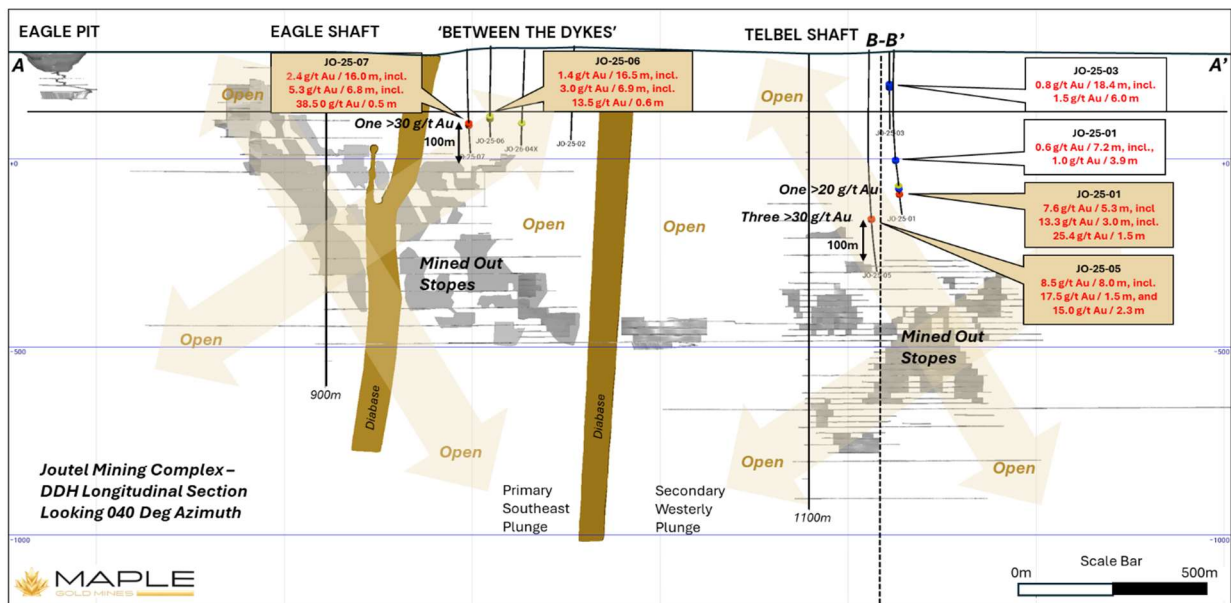 EAGLE PIT
EAGLE SHAFT
'BETWEEN THE DYKES'
TELBEL SHAFT
B-B'
A
A'
JO-25-07
2.4 g/t Au / 16.0 m, incl.
5.3 g/t Au / 6.8 m, incl.
38.50 g/t Au / 0.5 m
JO-25-06
1.4 g/t Au / 16.5 m, incl.
3.0 g/t Au / 6.9 m, incl.
13.5 g/t Au / 0.6 m
JO-25-03
0.8 g/t Au / 18.4 m, incl.
1.5 g/t Au / 6.0 m
Open
Open
Open
One >30 g/t Au
100m
JO-25-07
JO-25-06
JO-25-04X
JO-25-02
JO-25-03
JO-25-01
0.6 g/t Au / 7.2 m, incl.,
1.0 g/t Au / 3.9 m
+0
+0
One >20 g/t Au
Three >30 g/t Au
100m
JO-25-01
JO-25-05
JO-25-01
7.6 g/t Au / 5.3 m, incl.
13.3 g/t Au / 3.0 m, incl.
25.4 g/t Au / 1.5 m
JO-25-05
8.5 g/t Au / 8.0 m, incl.
17.5 g/t Au / 1.5 m, and
15.0 g/t Au / 2.3 m
Open
Open
Mined Out
Stopes
Mined Out
Stopes
Open
-500
-500
900m
Diabase
Diabase
Open
Open
Open
Joutel Mining Complex –
DDH Longitudinal Section
Looking 040 Deg Azimuth
Primary
Southeast
Plunge
Secondary
Westerly
Plunge
1100m
-1000
-1000
MAPLE
GOLD MINES
Scale Bar
0m
500m